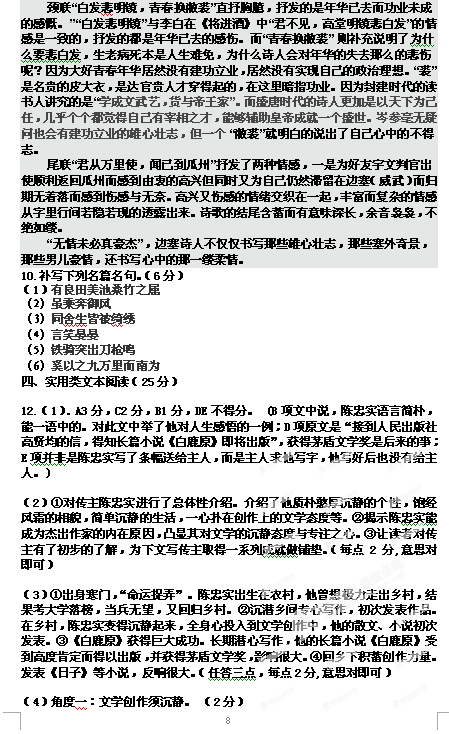 颈联“白发悲明镜，青春换敝裘”直抒胸臆，抒发的是年华已去而功业未成
的感慨。”“白发悲明镜”与李白在《将进酒》中“君不见，高堂明镜悲白发”的情
感是一致的，抒发的都是年华已去的感伤。而“青春换敝裘”则补充说明了为什
么要悲白发，生老病死本是人生难免，为什么诗人会对年华的失去那么的悲伤
呢？因为大好青春年华居然没有建功立业，居然没有实现自己的政治理想。“裘”
是名贵的皮大衣，是达官贵人才穿得起的，在这里暗指功业。因为封建时代的读
书人讲究的是“学成文武艺，货与帝王家”。而盛唐时代的诗人更加是以天下为己
任，几乎个个都觉得自己有宰相之才，能够辅助皇帝成就一个盛世。岑参毫无疑
问也会有建功立业的雄心壮志，但一个“敝裘”就明白的说出了自己心中的不得
志。
尾联“君从万里使，闻已到瓜州”抒发了两种情感，一是为好友宇文判官出
使顺利返回瓜州而感到由衷的高兴但同时又为自己仍然滞留在边塞（威武）而归
期无着落而感到伤感与无奈。高兴又伤感的情绪交织在一起，丰富而复杂的情感
从字里行间若隐若现的透露出来。诗歌的结尾含蓄而有意味深长，余音袅袅，不
绝如缕。
“无情未必真豪杰”，边塞诗人不仅仅书写那些雄心壮志，那些塞外奇景，
那些男儿豪情，还书写心中的那一缕柔情。
10.补写下列名篇名句。（6分）
（1）有良田美池桑竹之属
（2）虽乘奔御风
（3）同舍生皆被绮绣
（4）言笑晏晏
（5）铁骑突出刀枪鸣
（6）奚以之九万里而南为
四、实用类文本阅读（25分）
12.（1）。A3分，C2分，B1分，DE不得分。（B项文中说，陈忠实语言简朴，
能一语中的。对此文中举了他对人生感悟的一例；D项原文是“接到人民出版社
高贤均的信，得知长篇小说《白鹿原》即将出版”，获得茅盾文学奖是后来的事；
E项并非是陈忠实写了条幅送给主人，而是主人求他写字，他写好后也没有给主
人。）
（2）①对传主陈忠实进行了总体性介绍。介绍了他质朴憨厚沉静的个性，饱经
风霜的相貌，简单沉静的生活，一心扑在创作上的文学态度等。②揭示陈忠实能
成为杰出作家的内在原因，凸显其对文学的沉静态度与专注之心。③让读者对传
主有了初步的了解，为下文写传主取得一系列成就做铺垫。（每点 2 分，意思对
即可）
（3）①出身寒门，“命运捉弄”。陈忠实出生在农村，他曾想极力走出乡村，结
果考大学落榜，当兵无望，又回归乡村。②沉潜乡间专心写作，初次发表作品。
在乡村，陈忠实变得沉静起来，全身心投入到文学创作中，他的散文、小说初次
发表。③《白鹿原》获得巨大成功。长期潜心写作，他的长篇小说《白鹿原》受
到高度肯定而得以出版，并获得茅盾文学奖，影响很大。④回乡下积蓄创作力量。
发表《日子》等小说，反响很大。（任答三点，每点2分，意思对即可）
（4）角度一：文学创作须沉静。（2分）
8